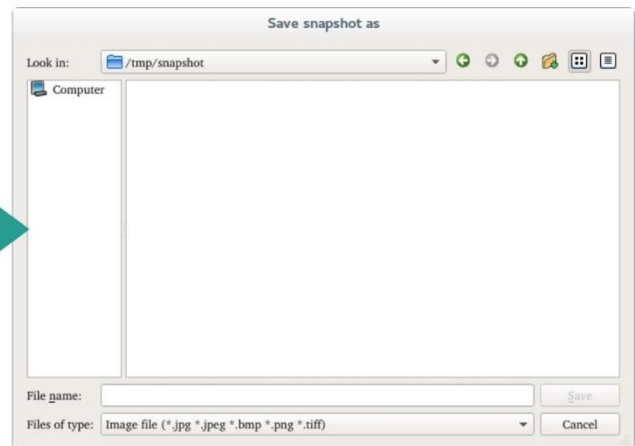 Save snapshot as
Look in: /tmp/snapshot
Computer
File name:
Save
Files of type: Image file (*.jpg *.jpeg *.bmp *.png *.tiff)
Cancel